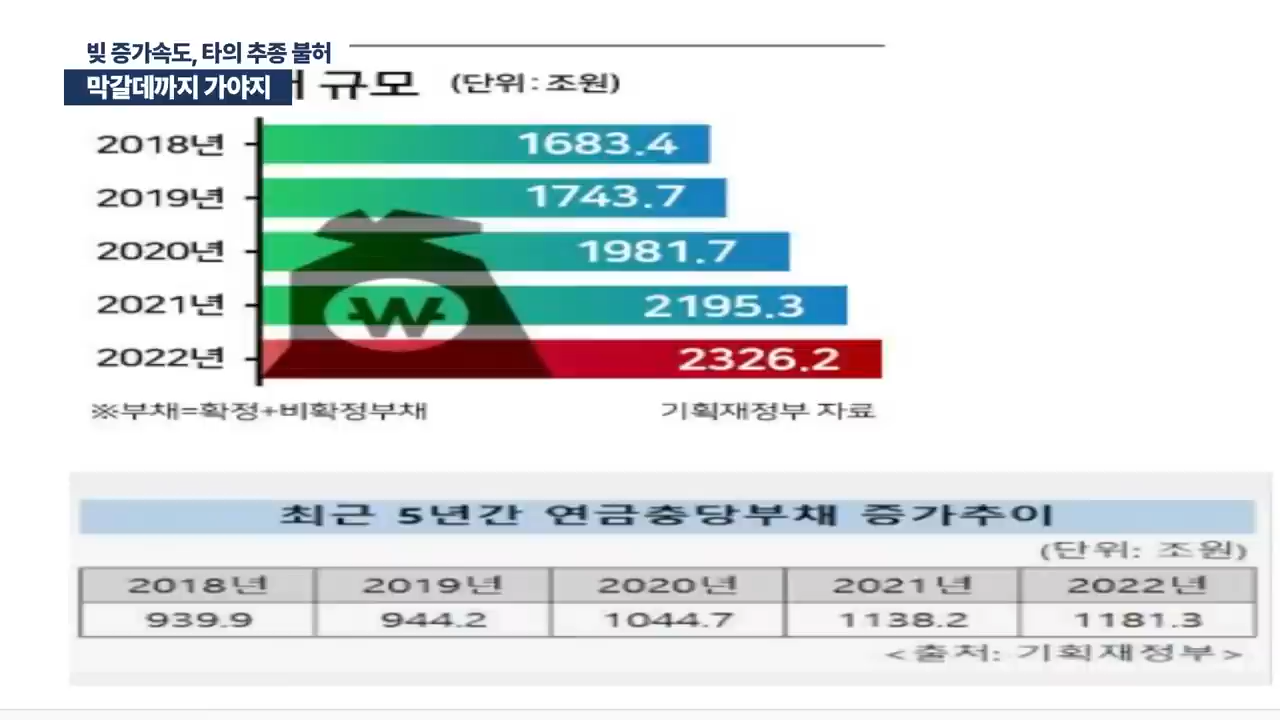 빚 증가속도, 타의 추종 불허
막갈데까지 가야지
규모 (단위:조원)
2018년 1683.4
2019년 1743.7
2020년 1981.7
2021년 2195.3
2022년 2326.2
※부채=확정+비확정부채 기획재정부 자료
최근 5년간 연금충당부채 증가추이
(단위: 조원)
2018년 2019년 2020년 2021년 2022년
939.9 944.2 1044.7 1138.2 1181.3
<출처: 기획재정부>